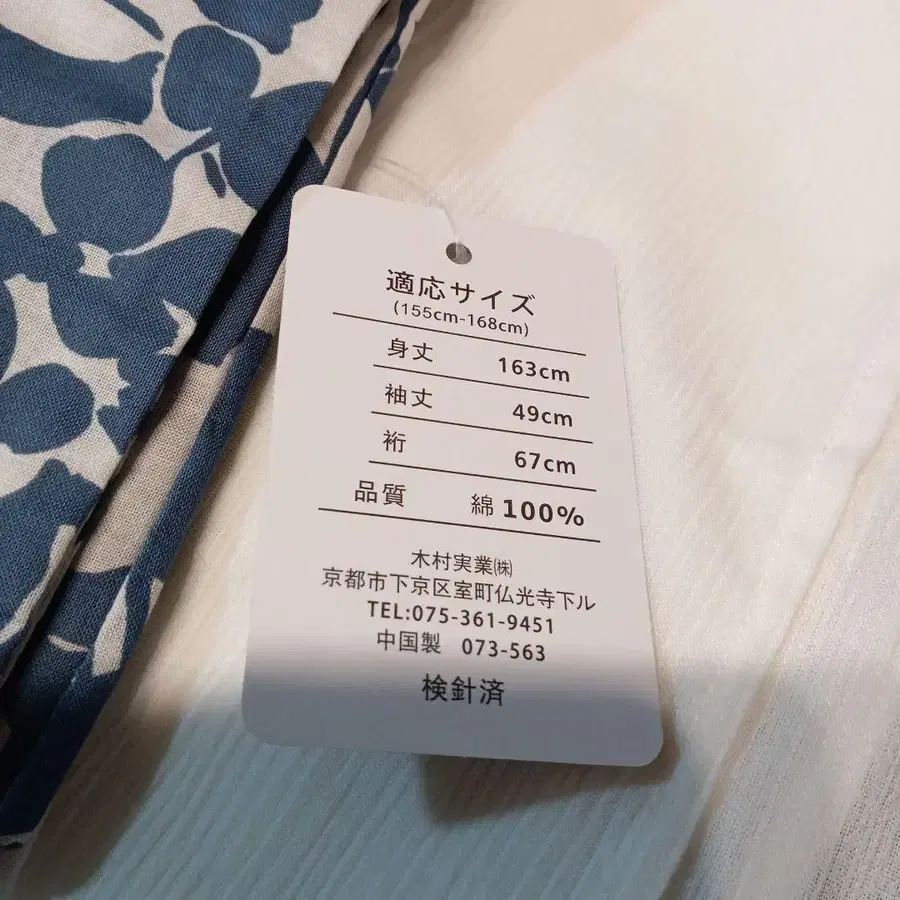 適応サイズ
(155cm-168cm)
身丈 163cm
袖丈 49cm
裄 67cm
品質 綿 100%
木村実業㈱
京都市下京区室町仏光寺下ル
TEL:075-361-9451
中国製 073-563
検針済